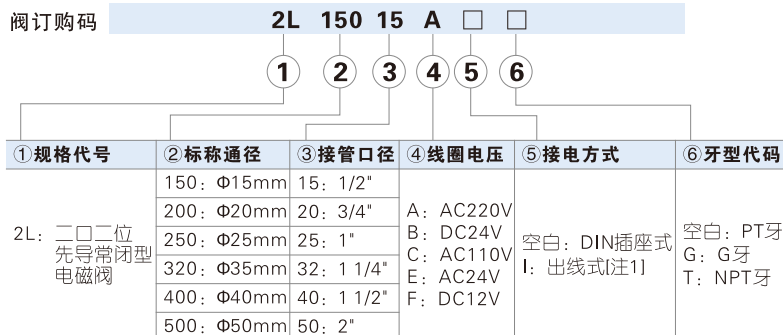 阀订购码 2L 150 15 A □ □
① ② ③ ④ ⑤ ⑥
①规格代号 ②标称通径 ③接管口径 ④线圈电压 ⑤接电方式 ⑥牙型代码
2L：二口二位
先导常闭型
电磁阀
150：Φ15mm
200：Φ20mm
250：Φ25mm
320：Φ35mm
400：Φ40mm
500：Φ50mm
15：1/2"
20：3/4"
25：1"
32：1 1/4"
40：1 1/2"
50：2"
A：AC220V
B：DC24V
C：AC110V
E：AC24V
F：DC12V
空白：DIN插座式
I：出线式[注1]
空白：PT牙
G：G牙
T：NPT牙